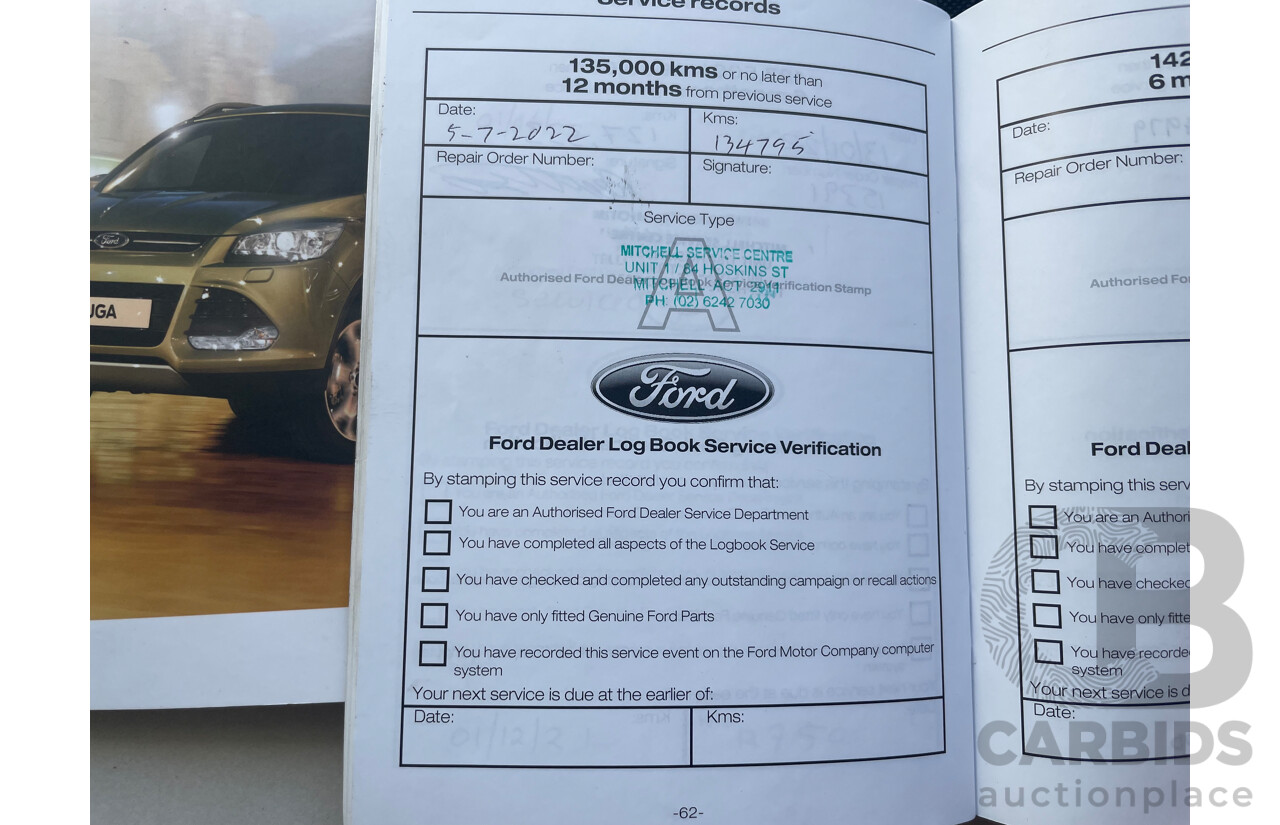 Service records
135,000 kms or no later than
12 months from previous service
Date:
5-7-2022
Kms:
134795
Repair Order Number:
Signature:
Service Type
A
MITCHELL SERVICE CENTRE
UNIT 1 / 84 HOSKINS ST
MITCHELL ACT 2911
PH: (02) 6242 7030
Authorised Ford Dealer Log Book Service Verification Stamp
Ford
Ford Dealer Log Book Service Verification
By stamping this service record you confirm that:
You are an Authorised Ford Dealer Service Department
You have completed all aspects of the Logbook Service
You have checked and completed any outstanding campaign or recall actions
You have only fitted Genuine Ford Parts
You have recorded this service event on the Ford Motor Company computer
system
Your next service is due at the earlier of:
Date:
Kms:
-62-
142
6 m
Date:
Repair Order Number:
Authorised Fo
Ford Deal
By stamping this serv
You are an Authori
You have complet
You have checked
You have only fitte
You have recorde
system
Your next service is d
Date:
Ford
UGA
CARBIDS
auctionplace